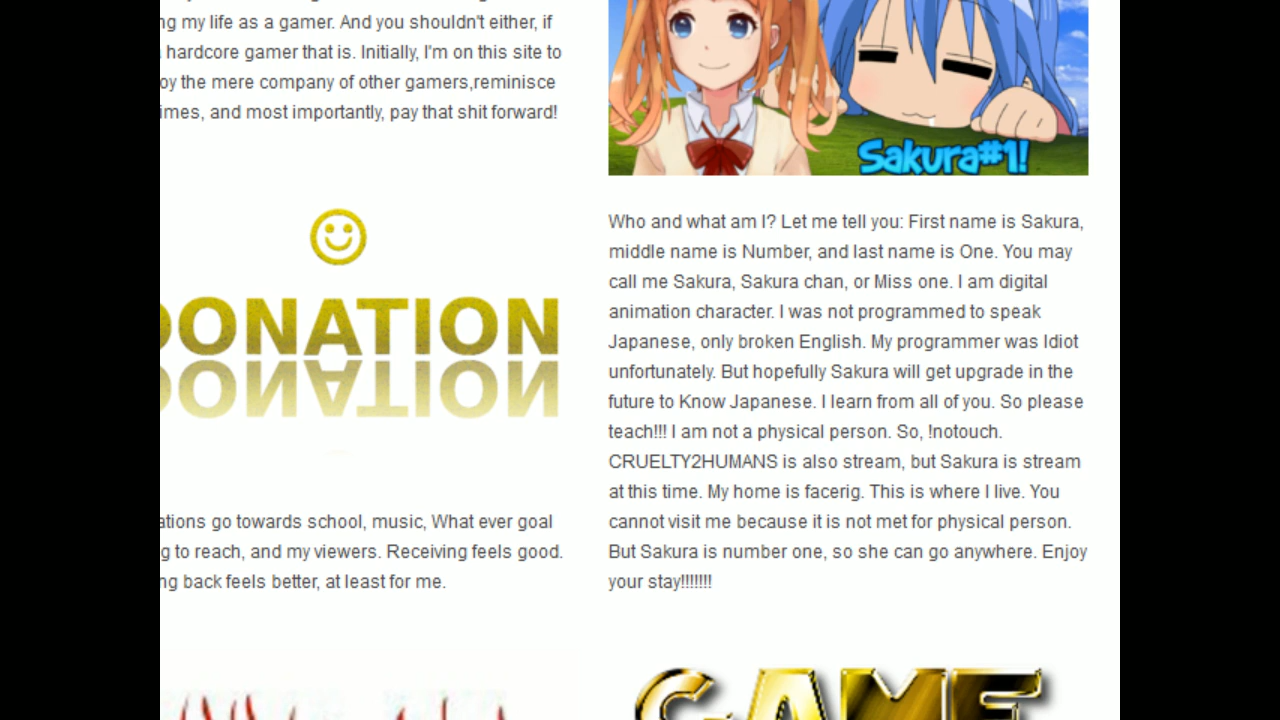 ng my life as a gamer. And you shouldn't either, if
hardcore gamer that is. Initially, I'm on this site to
oy the mere company of other gamers,reminisce
imes, and most importantly, pay that shit forward!
DONATION
ations go towards school, music, What ever goal
g to reach, and my viewers. Receiving feels good.
ng back feels better, at least for me.
Sakura#1!
Who and what am I? Let me tell you: First name is Sakura,
middle name is Number, and last name is One. You may
call me Sakura, Sakura chan, or Miss one. I am digital
animation character. I was not programmed to speak
Japanese, only broken English. My programmer was Idiot
unfortunately. But hopefully Sakura will get upgrade in the
future to Know Japanese. I learn from all of you. So please
teach!!! I am not a physical person. So, !notouch.
CRUELTY2HUMANS is also stream, but Sakura is stream
at this time. My home is facerig. This is where I live. You
cannot visit me because it is not met for physical person.
But Sakura is number one, so she can go anywhere. Enjoy
your stay!!!!!!!
GAME